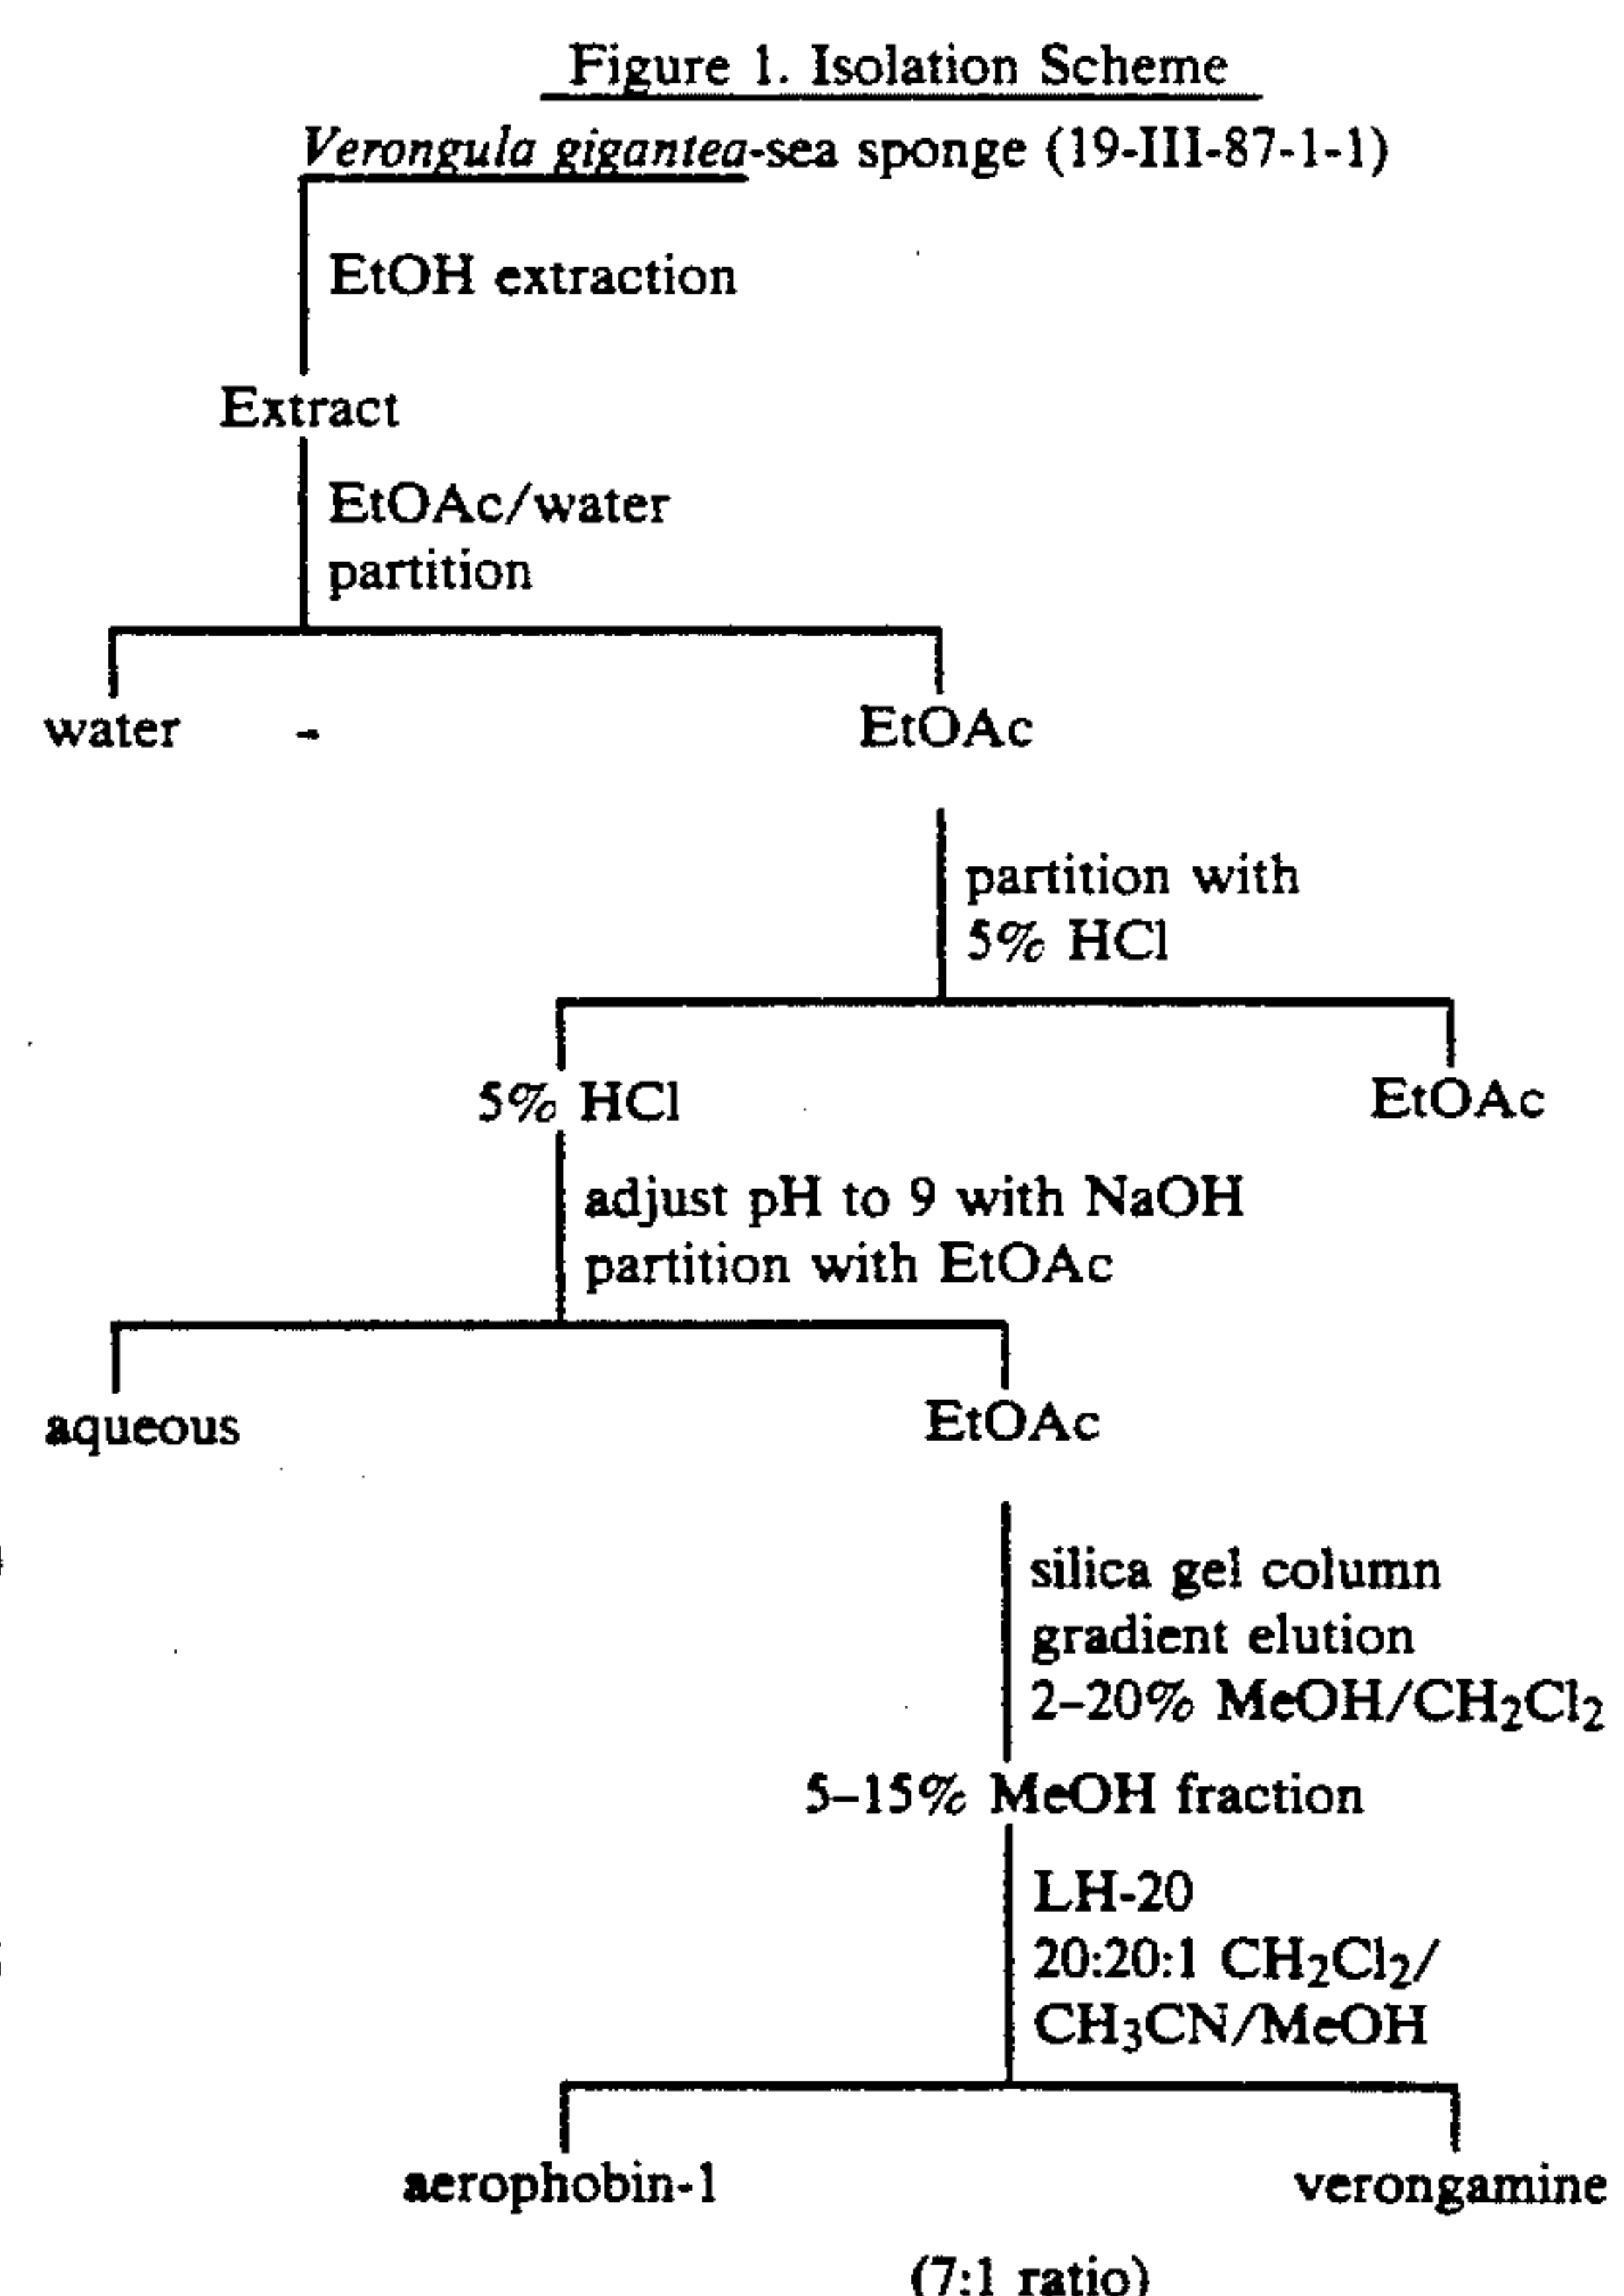 Figure 1. Isolation Scheme
Verongula gigantea-sea sponge (19-III-87-1-1)
EtOH extraction
Extract
EtOAc/water
partition
water - EtOAc
partition with
5% HCl
5% HCl EtOAc
adjust pH to 9 with NaOH
partition with EtOAc
aqueous EtOAc
silica gel column
gradient elution
2–20% MeOH/CH2Cl2
5–15% MeOH fraction
LH-20
20:20:1 CH2Cl2/
CH3CN/MeOH
aerophobin-1 verongamine
(7:1 ratio)